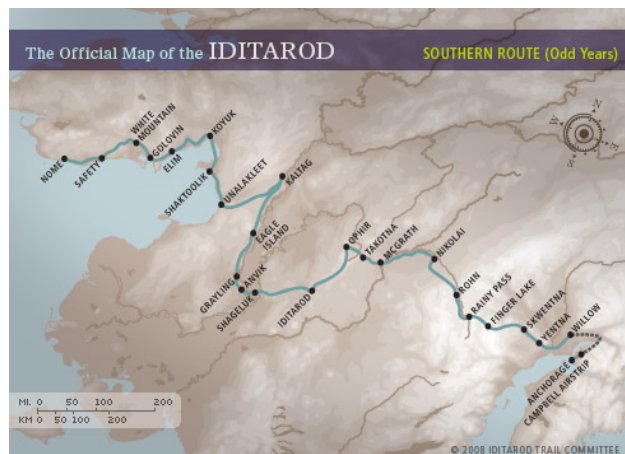 The Official Map of the IDITAROD
SOUTHERN ROUTE (Odd Years)
N
W
E
S
NOME
SAFETY
WHITE
MOUNTAIN
GOLOVIN
ELIM
KOYUK
SHAKTOOLIK
UNALAKLEET
KALTAG
EAGLE
ISLAND
GRAYLING
ANVIK
SHAGELUK
IDITAROD
OPHIR
TAKOTNA
MCGRATH
NIKOLAI
ROHN
RAINY PASS
FINGER LAKE
SKWENTNA
YENTNA
WILLOW
ANCHORAGE
CAMPBELL AIRSTRIP
MI. 0 50 100 200
KM 0 50 100 200
© 2008 IDITAROD TRAIL COMMITTEE